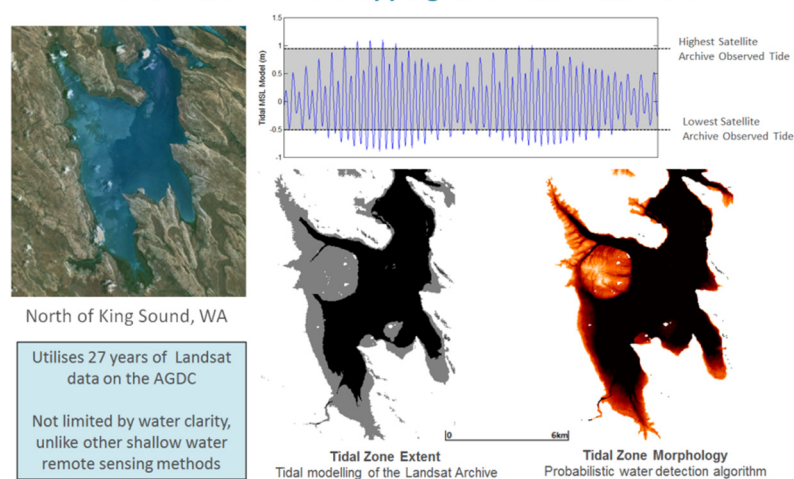 1.5
1
0.5
0
-0.5
-1
Tidal MSL Model (m)
Highest Satellite
Archive Observed Tide
Lowest Satellite
Archive Observed Tide
North of King Sound, WA
Utilises 27 years of Landsat
data on the AGDC
Not limited by water clarity,
unlike other shallow water
remote sensing methods
0 6km
Tidal Zone Extent
Tidal modelling of the Landsat Archive
Tidal Zone Morphology
Probabilistic water detection algorithm